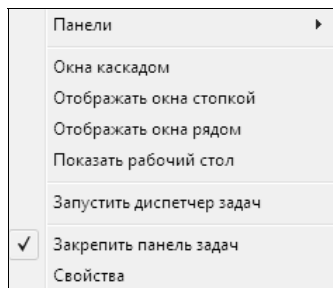 Панели
Окна каскадом
Отображать окна стопкой
Отображать окна рядом
Показать рабочий стол
Запустить диспетчер задач
Закрепить панель задач
Свойства